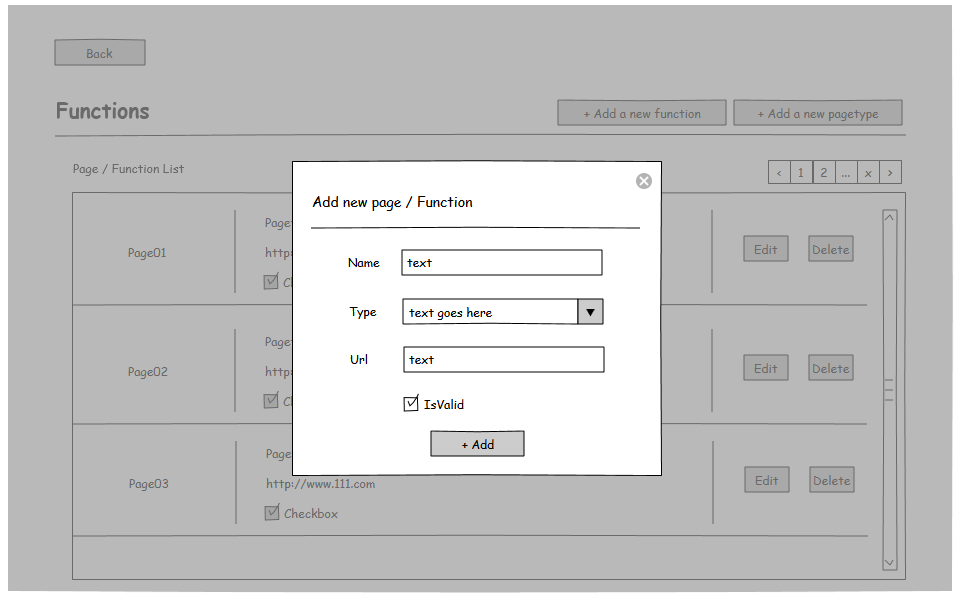 Back
Functions
+ Add a new function
+ Add a new pagetype
Page / Function List
< 1 2 ... x >
Page01
Page
http:
C
Edit
Delete
Page02
Page
http:
C
Edit
Delete
Page03
Page
http://www.111.com
Checkbox
Edit
Delete
Add new page / Function
Name
text
Type
text goes here
Url
text
IsValid
+ Add